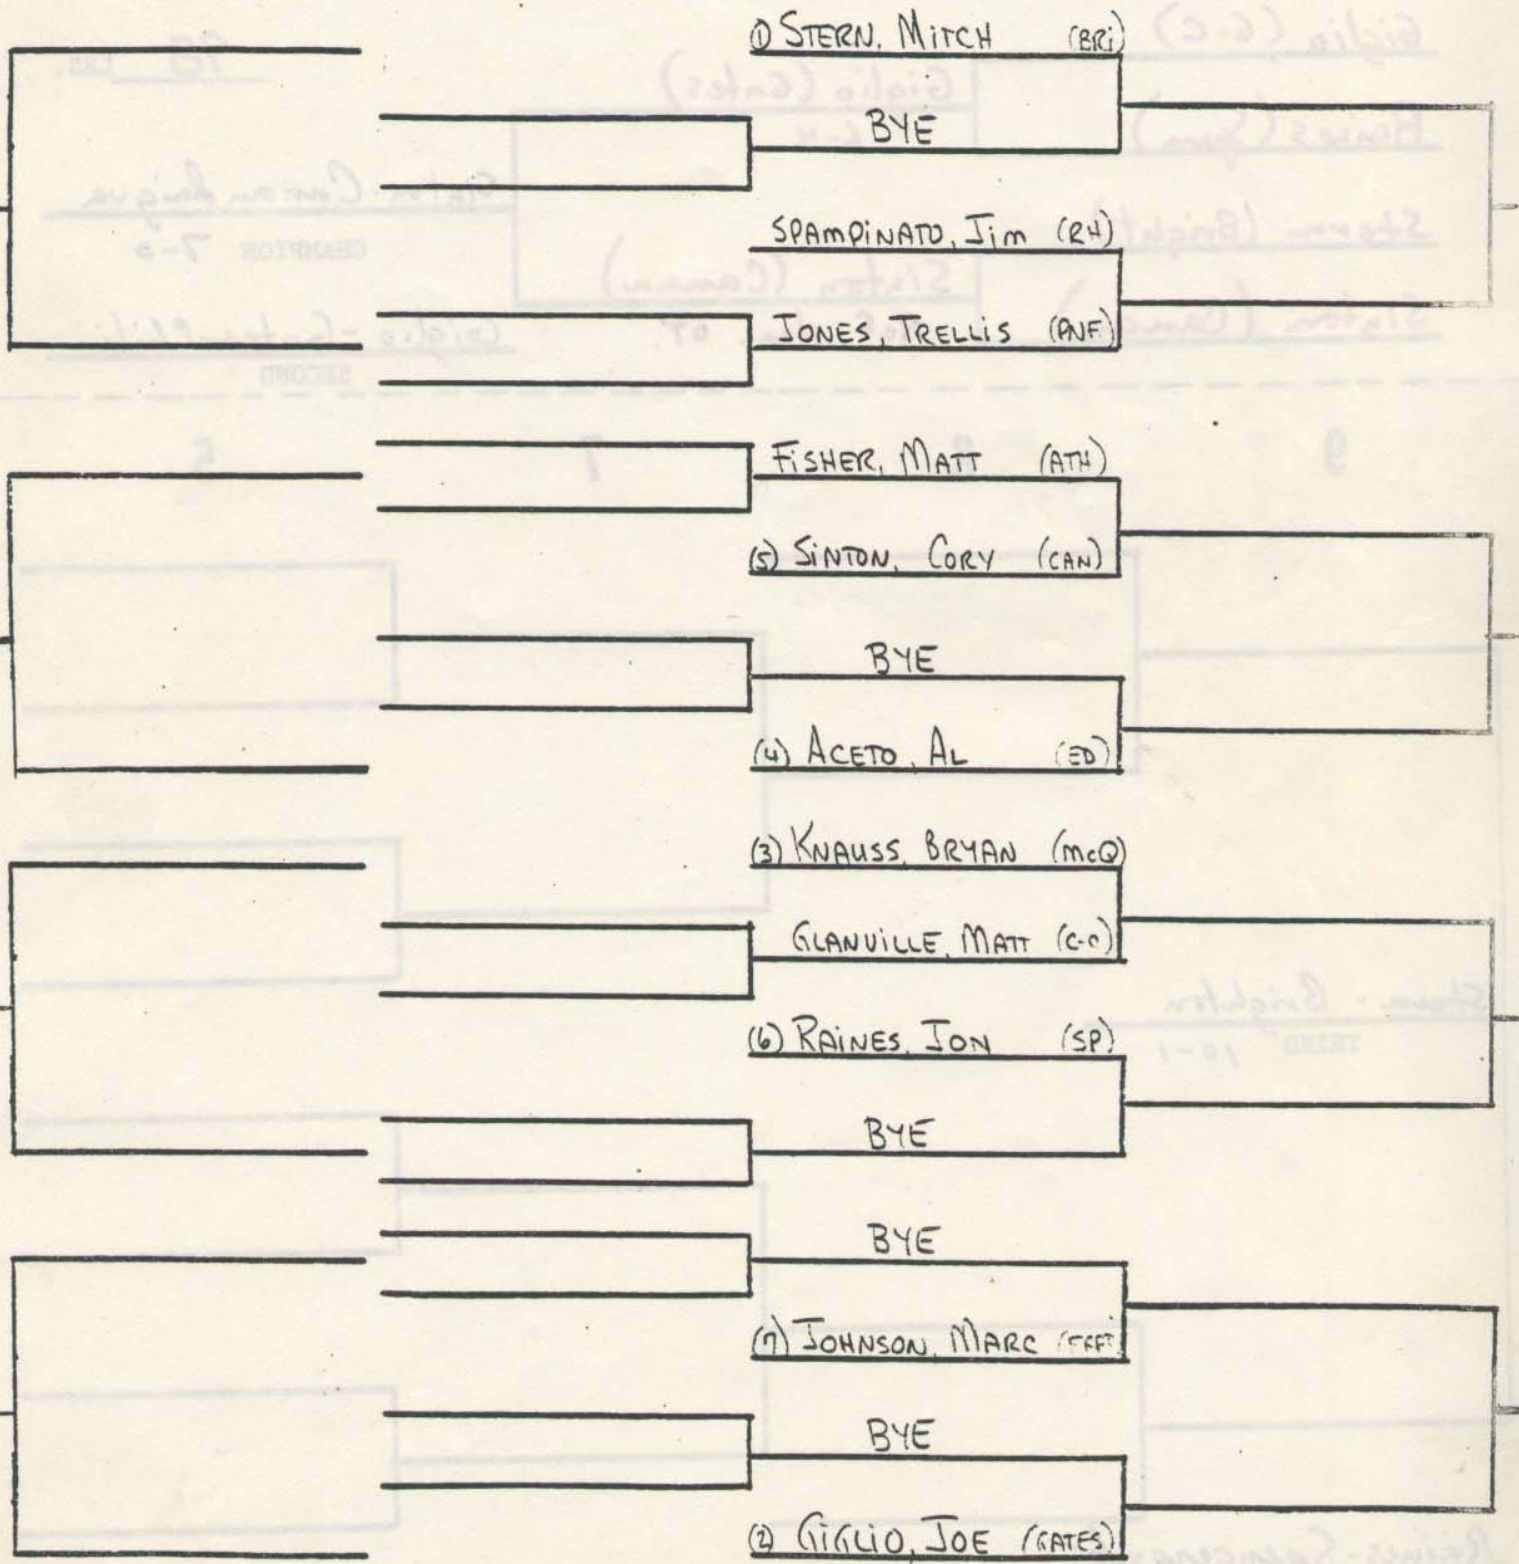 ① STERN, MITCH (BRI)
BYE
SPAMPINATO, JIM (RH)
JONES, TRELLIS (PNF)
FISHER, MATT (ATH)
(5) SINTON, CORY (CAN)
BYE
(4) ACETO, AL (ED)
(3) KNAUSS, BRYAN (McQ)
GLANVILLE, MATT (C-C)
(6) RAINES, JON (SP)
BYE
BYE
(7) JOHNSON, MARC
BYE
(2) GIGLIO, JOE (GATES)